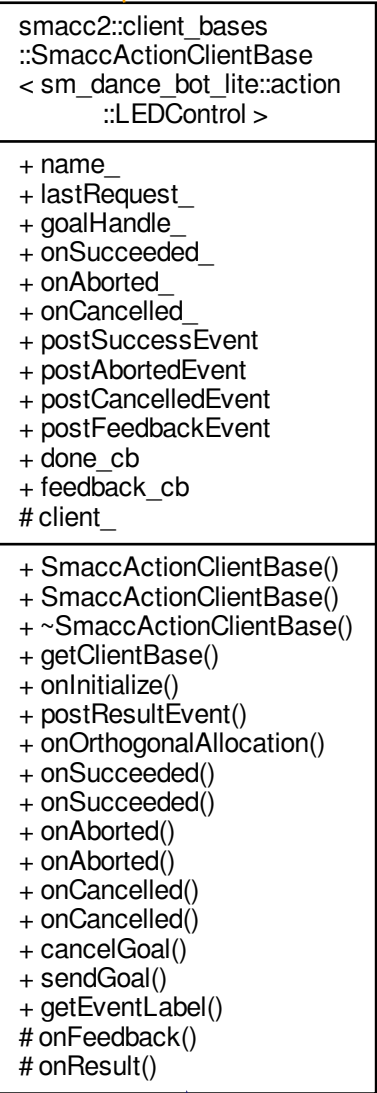 smacc2::client_bases
::SmaccActionClientBase
< sm_dance_bot_lite::action
::LEDControl >
+ name_
+ lastRequest_
+ goalHandle_
+ onSucceeded_
+ onAborted_
+ onCancelled_
+ postSuccessEvent
+ postAbortedEvent
+ postCancelledEvent
+ postFeedbackEvent
+ done_cb
+ feedback_cb
# client_
+ SmaccActionClientBase()
+ SmaccActionClientBase()
+ ~SmaccActionClientBase()
+ getClientBase()
+ onInitialize()
+ postResultEvent()
+ onOrthogonalAllocation()
+ onSucceeded()
+ onSucceeded()
+ onAborted()
+ onAborted()
+ onCancelled()
+ onCancelled()
+ cancelGoal()
+ sendGoal()
+ getEventLabel()
# onFeedback()
# onResult()